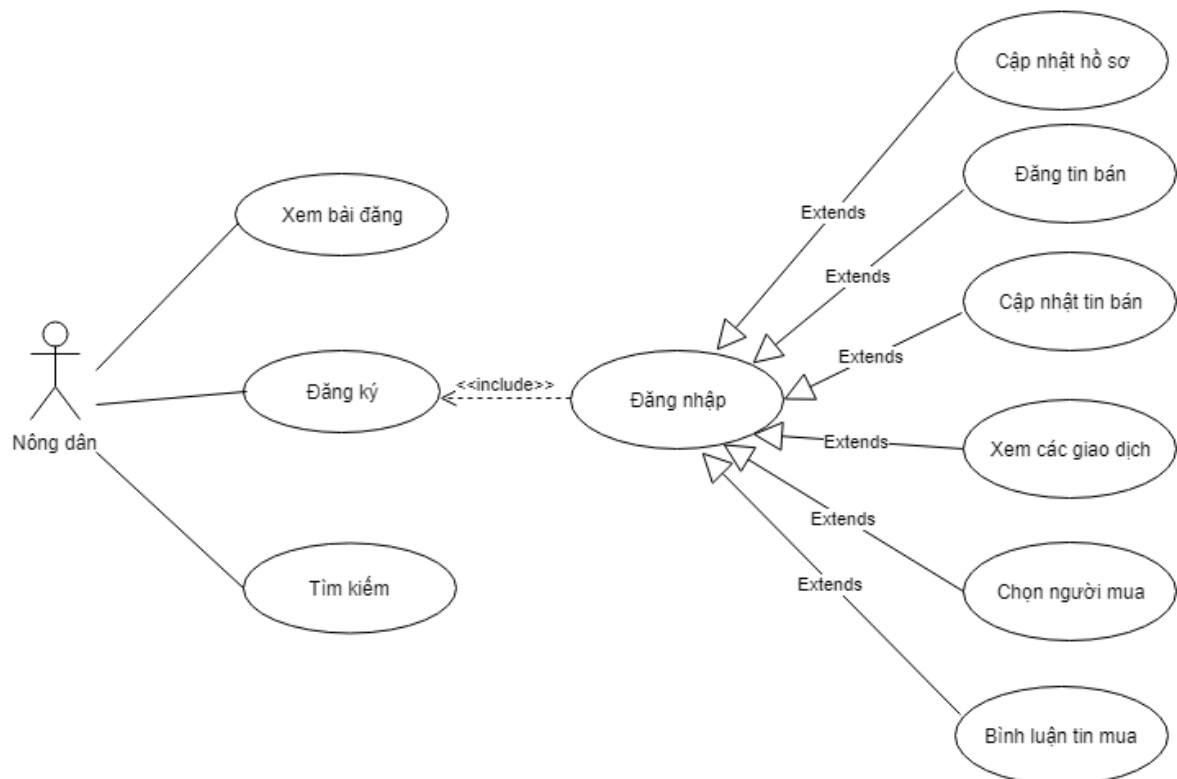 Cập nhật hồ sơ
Đăng tin bán
Xem bài đăng
Extends
Extends
Cập nhật tin bán
Extends
<<include>>
Đăng ký
Đăng nhập
Nông dân
Extends
Xem các giao dịch
Extends
Tìm kiếm
Extends
Chọn người mua
Bình luận tin mua